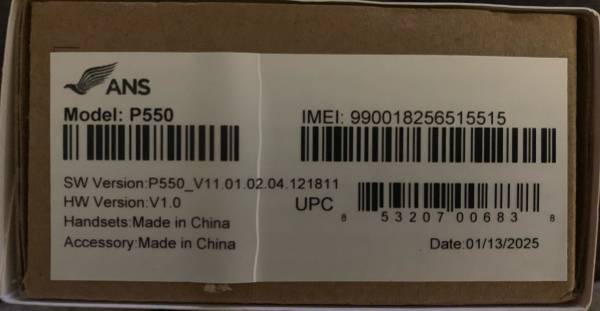 ANS
Model: P550
IMEI: 990018256515515
SW Version:P550_V11.01.02.04.121811
HW Version:V1.0
UPC
8 53207 00683 8
Handsets:Made in China
Accessory:Made in China
Date:01/13/2025